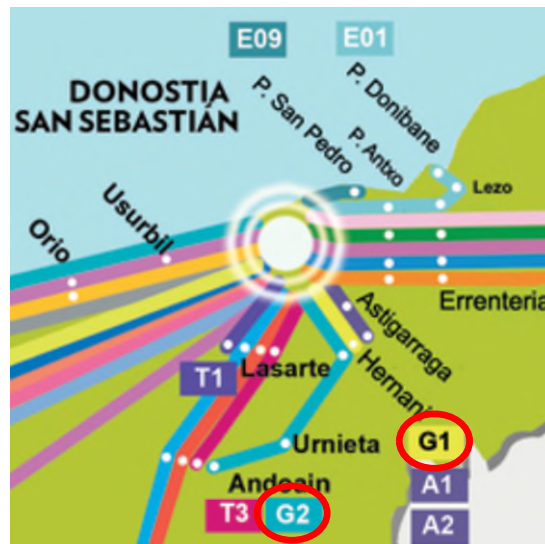 E09 E01
DONOSTIA
SAN SEBASTIÁN
P. San Pedro
P. Donibane
P. Antxo
Lezo
Usurbil
Orio
Errenteria
Astigarraga
Hernani
Lasarte
T1
Urnieta
G1
Andoain
A1
T3 G2
A2